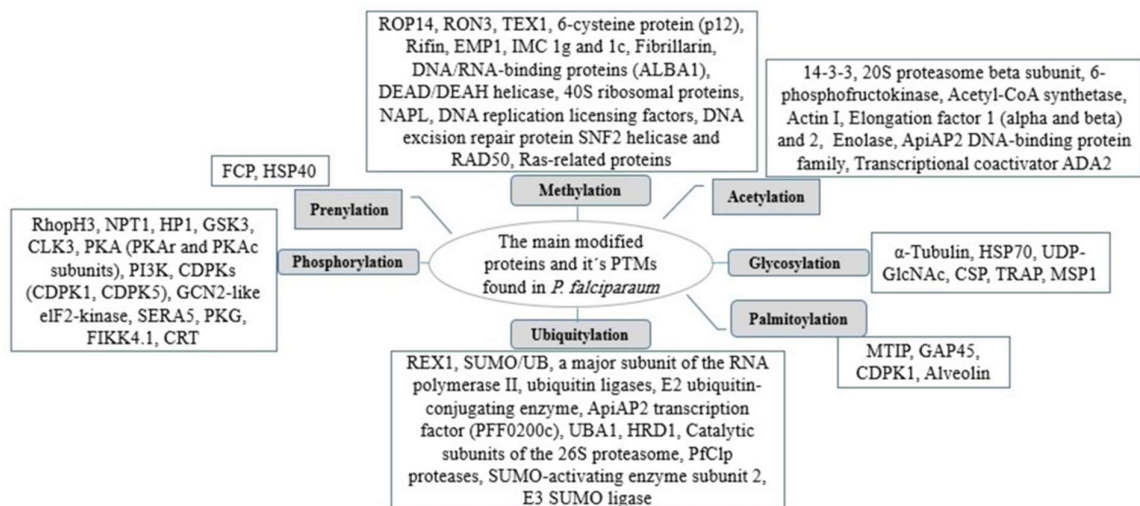 ROP14, RON3, TEX1, 6-cysteine protein (p12),
Rifin, EMP1, IMC 1g and 1c, Fibrillarin,
DNA/RNA-binding proteins (ALBA1),
DEAD/DEAH helicase, 40S ribosomal proteins,
NAPL, DNA replication licensing factors, DNA
excision repair protein SNF2 helicase and
RAD50, Ras-related proteins
Methylation
14-3-3, 20S proteasome beta subunit, 6-
phosphofructokinase, Acetyl-CoA synthetase,
Actin I, Elongation factor 1 (alpha and beta)
and 2, Enolase, ApiAP2 DNA-binding protein
family, Transcriptional coactivator ADA2
Acetylation
FCP, HSP40
Prenylation
RhopH3, NPT1, HP1, GSK3,
CLK3, PKA (PKAr and PKAc
subunits), PI3K, CDPKs
(CDPK1, CDPK5), GCN2-like
eIF2-kinase, SERA5, PKG,
FIKK4.1, CRT
Phosphorylation
The main modified
proteins and it´s PTMs
found in P. falciparaum
Glycosylation
α-Tubulin, HSP70, UDP-
GlcNAc, CSP, TRAP, MSP1
Palmitoylation
MTIP, GAP45,
CDPK1, Alveolin
Ubiquitylation
REX1, SUMO/UB, a major subunit of the RNA
polymerase II, ubiquitin ligases, E2 ubiquitin-
conjugating enzyme, ApiAP2 transcription
factor (PFF0200c), UBA1, HRD1, Catalytic
subunits of the 26S proteasome, PfClp
proteases, SUMO-activating enzyme subunit 2,
E3 SUMO ligase